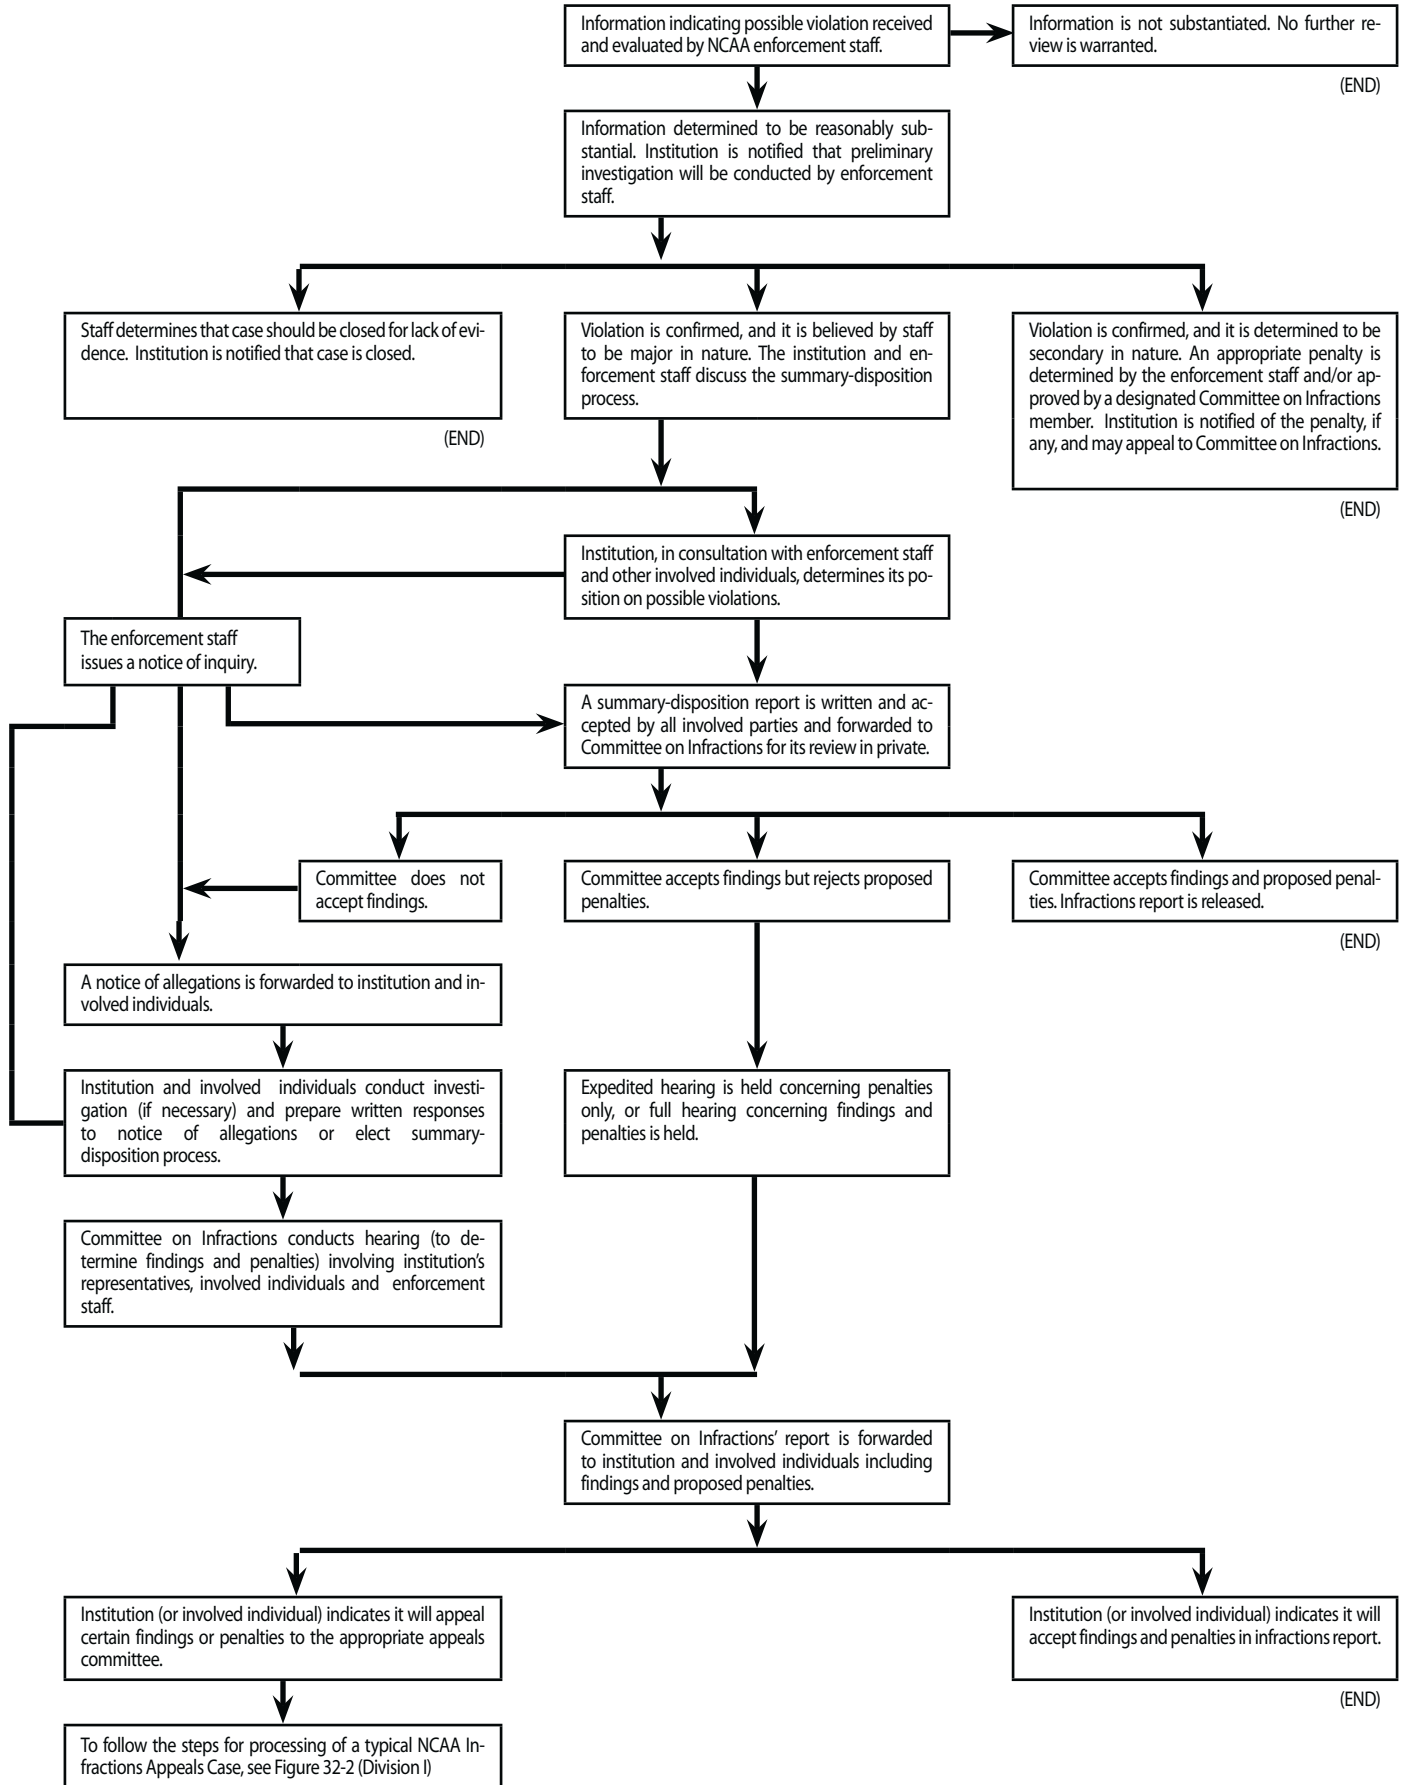 Information indicating possible violation received
and evaluated by NCAA enforcement staff.
Information is not substantiated. No further re-
view is warranted.
(END)
Information determined to be reasonably sub-
stantial. Institution is notified that preliminary
investigation will be conducted by enforcement
staff.
Staff determines that case should be closed for lack of evi-
dence. Institution is notified that case is closed.
(END)
Violation is confirmed, and it is believed by staff
to be major in nature. The institution and en-
forcement staff discuss the summary-disposition
process.
Violation is confirmed, and it is determined to be
secondary in nature. An appropriate penalty is
determined by the enforcement staff and/or ap-
proved by a designated Committee on Infractions
member. Institution is notified of the penalty, if
any, and may appeal to Committee on Infractions.
(END)
Institution, in consultation with enforcement staff
and other involved individuals, determines its po-
sition on possible violations.
The enforcement staff
issues a notice of inquiry.
A summary-disposition report is written and ac-
cepted by all involved parties and forwarded to
Committee on Infractions for its review in private.
Committee does not
accept findings.
Committee accepts findings but rejects proposed
penalties.
Committee accepts findings and proposed penal-
ties. Infractions report is released.
(END)
A notice of allegations is forwarded to institution and in-
volved individuals.
Institution and involved individuals conduct investi-
gation (if necessary) and prepare written responses
to notice of allegations or elect summary-
disposition process.
Expedited hearing is held concerning penalties
only, or full hearing concerning findings and
penalties is held.
Committee on Infractions conducts hearing (to de-
termine findings and penalties) involving institution's
representatives, involved individuals and enforcement
staff.
Committee on Infractions' report is forwarded
to institution and involved individuals including
findings and proposed penalties.
Institution (or involved individual) indicates it will appeal
certain findings or penalties to the appropriate appeals
committee.
Institution (or involved individual) indicates it will
accept findings and penalties in infractions report.
(END)
To follow the steps for processing of a typical NCAA In-
fractions Appeals Case, see Figure 32-2 (Division I)